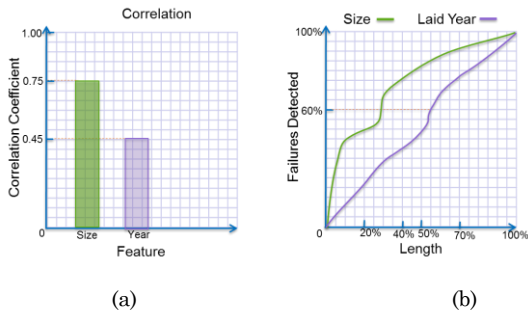 Correlation
Correlation Coefficient
1.00
0.75
0.45
0
Size
Year
Feature
(a)
Size
Laid Year
Failures Detected
100%
60%
0
20%
40%
50%
70%
100%
Length
(b)